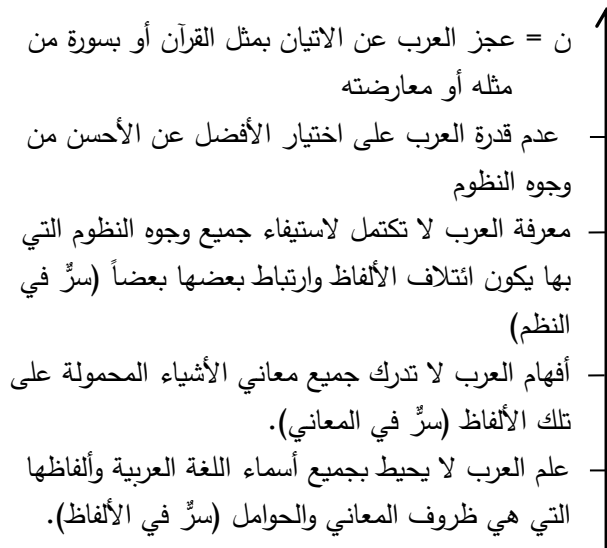 ن = عجز العرب عن الاتيان بمثل القرآن أو بسورة من
مثله أو معارضته
عدم قدرة العرب على اختيار الأفضل عن الأحسن من
وجوه النظوم
معرفة العرب لا تكتمل لاستيفاء جميع وجوه النظوم التي
بها يكون ائتلاف الألفاظ وارتباط بعضها بعضاً (سرٌّ في
النظم)
أفهام العرب لا تدرك جميع معاني الأشياء المحمولة على
تلك الألفاظ (سرٌّ في المعاني).
علم العرب لا يحيط بجميع أسماء اللغة العربية وألفاظها
التي هي ظروف المعاني والحوامل (سرٌّ في الألفاظ).